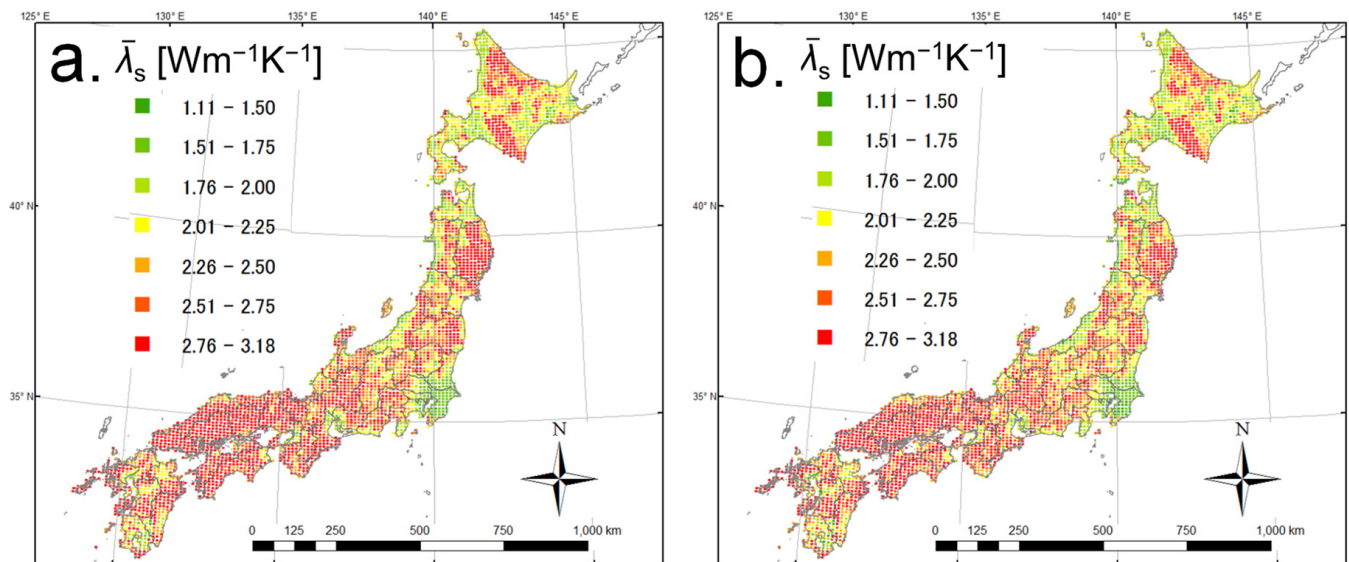 125° E 130° E 135° E 140° E 145° E
a. λ̄s [Wm⁻¹K⁻¹]
1.11 – 1.50
1.51 – 1.75
1.76 – 2.00
2.01 – 2.25
2.26 – 2.50
2.51 – 2.75
2.76 – 3.18
40° N
35° N
N
0 125 250 500 750 1,000 km
125° E 130° E 135° E 140° E 145° E
b. λ̄s [Wm⁻¹K⁻¹]
1.11 – 1.50
1.51 – 1.75
1.76 – 2.00
2.01 – 2.25
2.26 – 2.50
2.51 – 2.75
2.76 – 3.18
40° N
35° N
N
0 125 250 500 750 1,000 km